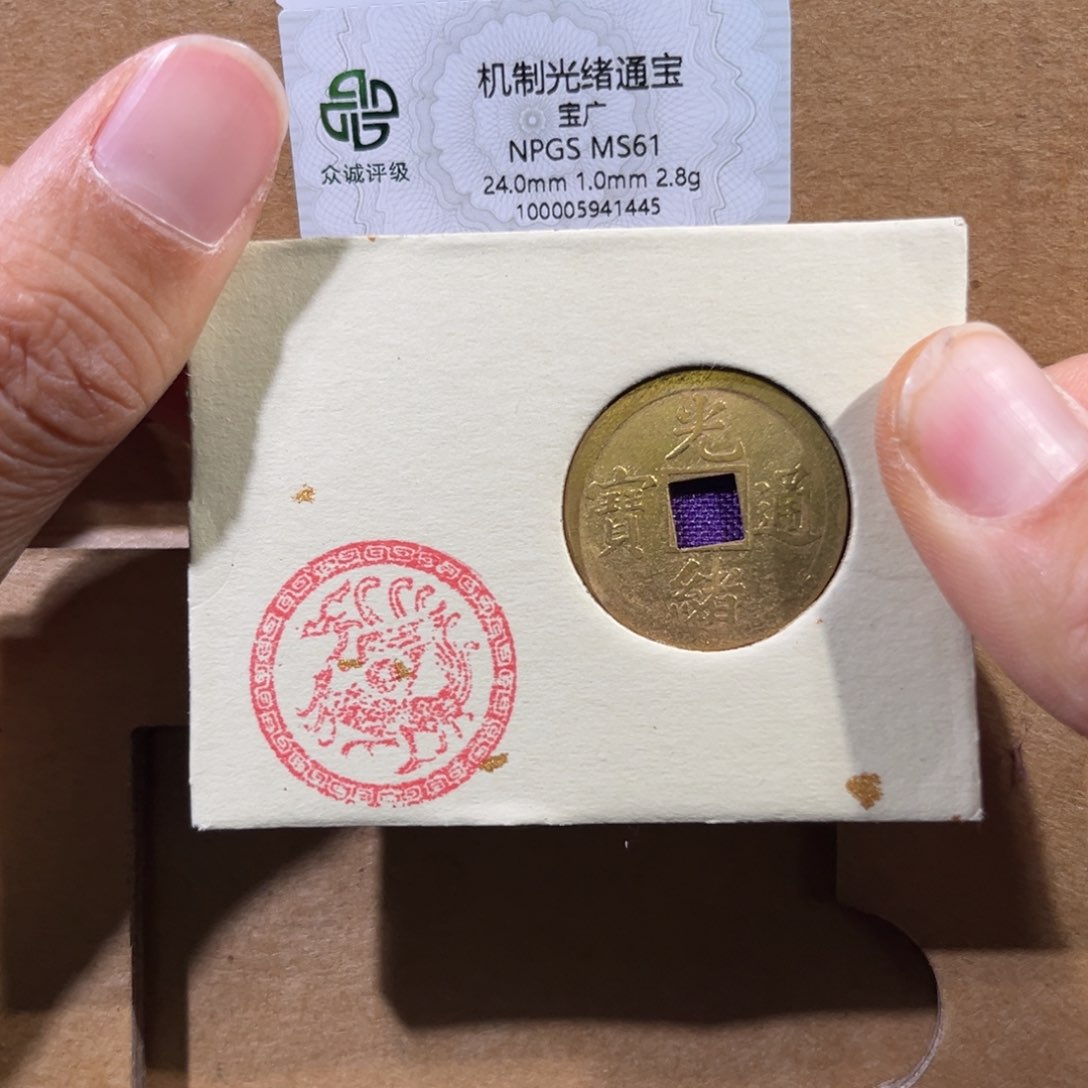 机制光绪通宝
宝广
NPGS MS61
24.0mm 1.0mm 2.8g
100005941445
众诚评级
光
寶 通
緒